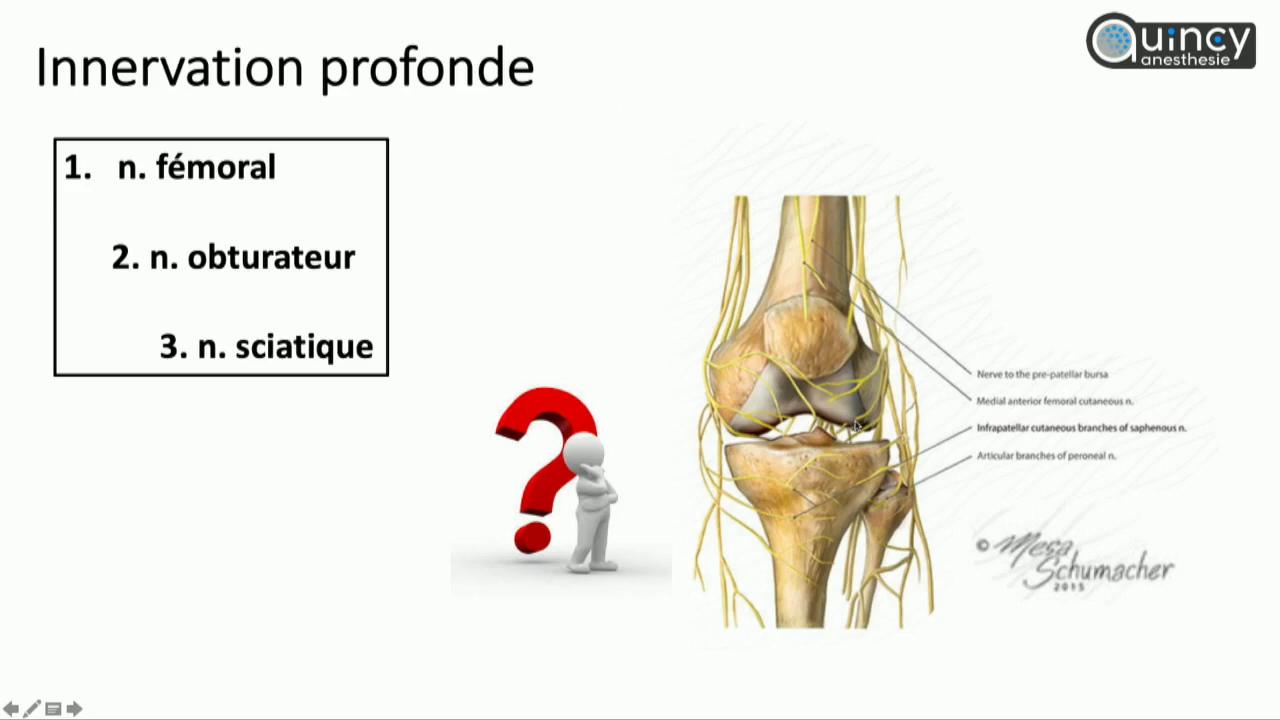 Innervation profonde
Quincy
anesthesie
1. n. fémoral
2. n. obturateur
3. n. sciatique
Nerve to the pre-patellar bursa
Medial anterior femoral cutaneous n.
Infrapatellar cutaneous branches of saphenous n.
Articular branches of peroneal n.
© Mesa
Schumacher
2015